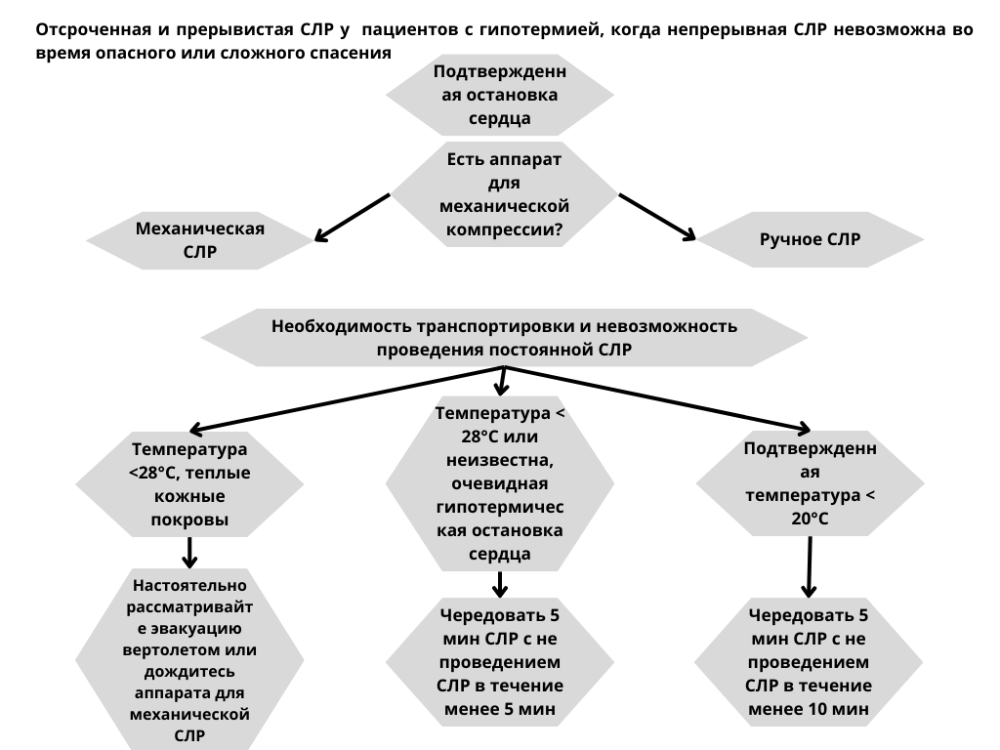 Отсроченная и прерывистая СЛР у  пациентов с гипотермией, когда непрерывная СЛР невозможна во
время опасного или сложного спасения
Подтвержденн
ая остановка
сердца
Есть аппарат
для
механической
компрессии?
Механическая
СЛР
Ручное СЛР
Необходимость транспортировки и невозможность
проведения постоянной СЛР
Температура
<28°C, теплые
кожные
покровы
Температура <
28°C или
неизвестна,
очевидная
гипотермичес
кая остановка
сердца
Подтвержденн
ая
температура <
20°C
Настоятельно
рассматривайт
е эвакуацию
вертолетом или
дождитесь
аппарата для
механической
СЛР
Чередовать 5
мин СЛР с не
проведением
СЛР в течение
менее 5 мин
Чередовать 5
мин СЛР с не
проведением
СЛР в течение
менее 10 мин